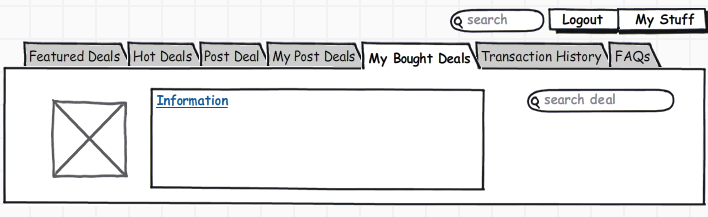 search
Logout
My Stuff
Featured Deals
Hot Deals
Post Deal
My Post Deals
My Bought Deals
Transaction History
FAQs
Information
search deal